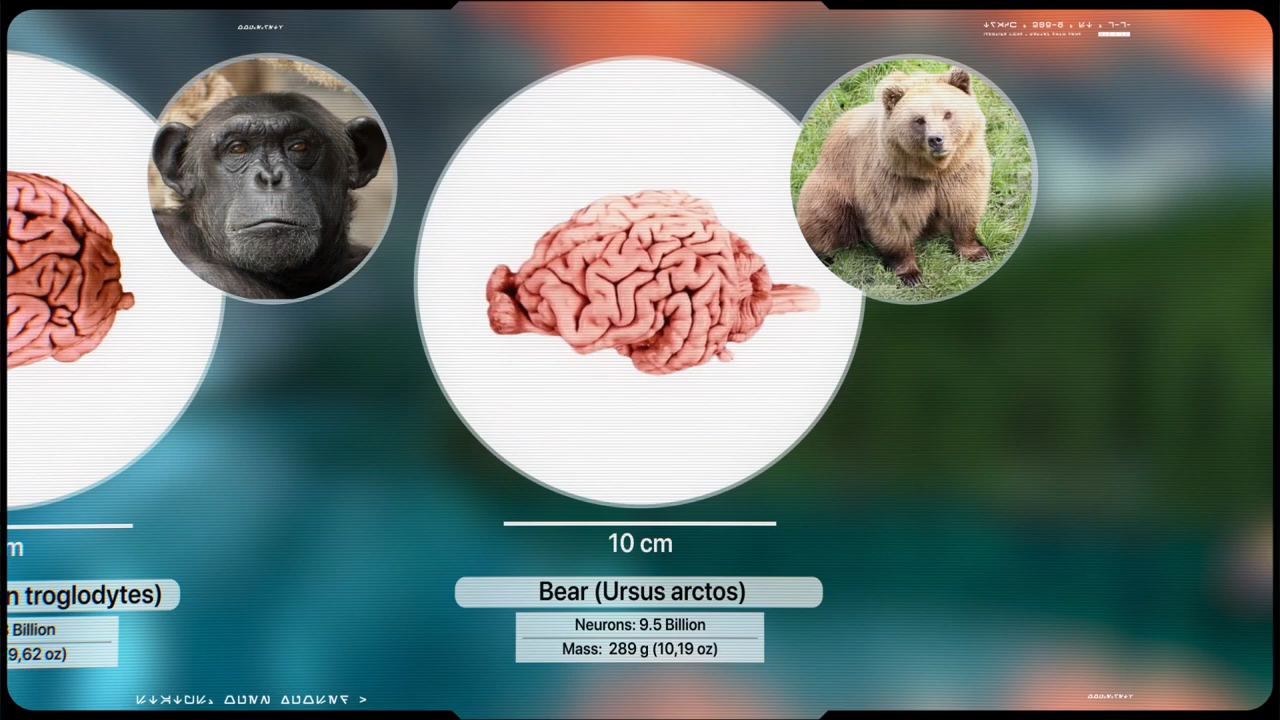 10 cm
m
Bear (Ursus arctos)
n troglodytes)
Neurons: 9.5 Billion
Billion
Mass: 289 g (10,19 oz)
9,62 oz)